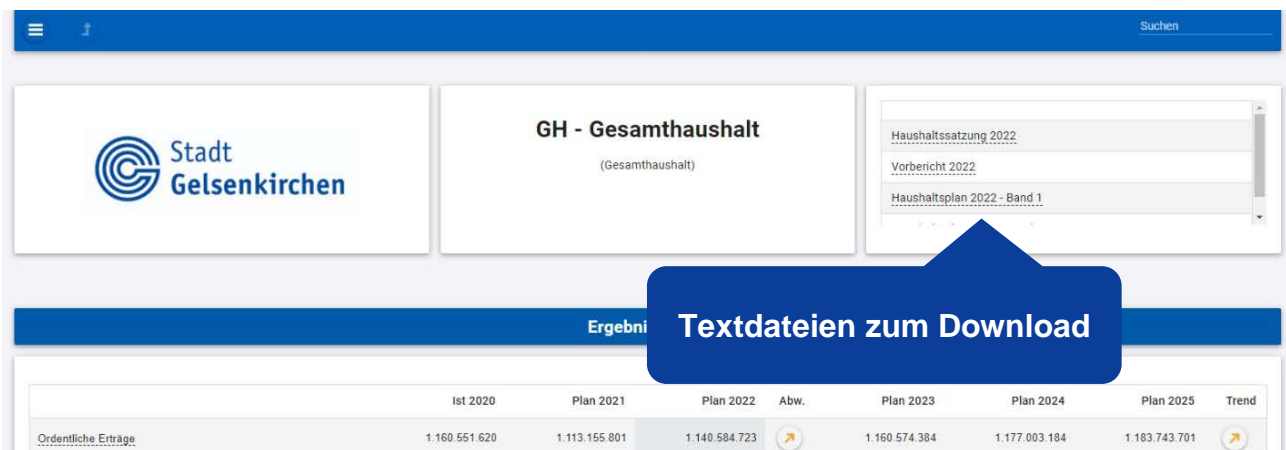 Suchen
Stadt
Gelsenkirchen
GH - Gesamthaushalt
(Gesamthaushalt)
Haushaltssatzung 2022
Vorbericht 2022
Haushaltsplan 2022 - Band 1
Textdateien zum Download
Ergebni
Ist 2020 Plan 2021 Plan 2022 Abw. Plan 2023 Plan 2024 Plan 2025 Trend
Ordentliche Erträge 1.160.551.620 1.113.155.801 1.140.584.723 1.160.574.384 1.177.003.184 1.183.743.701